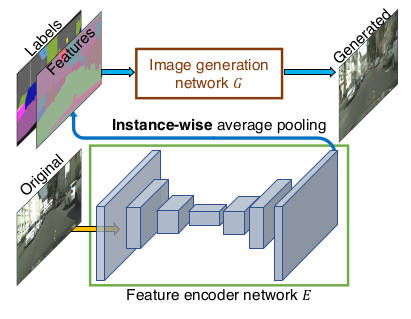 Labels
Features
Image generation
network G
Generated
Instance-wise average pooling
Original
Feature encoder network E